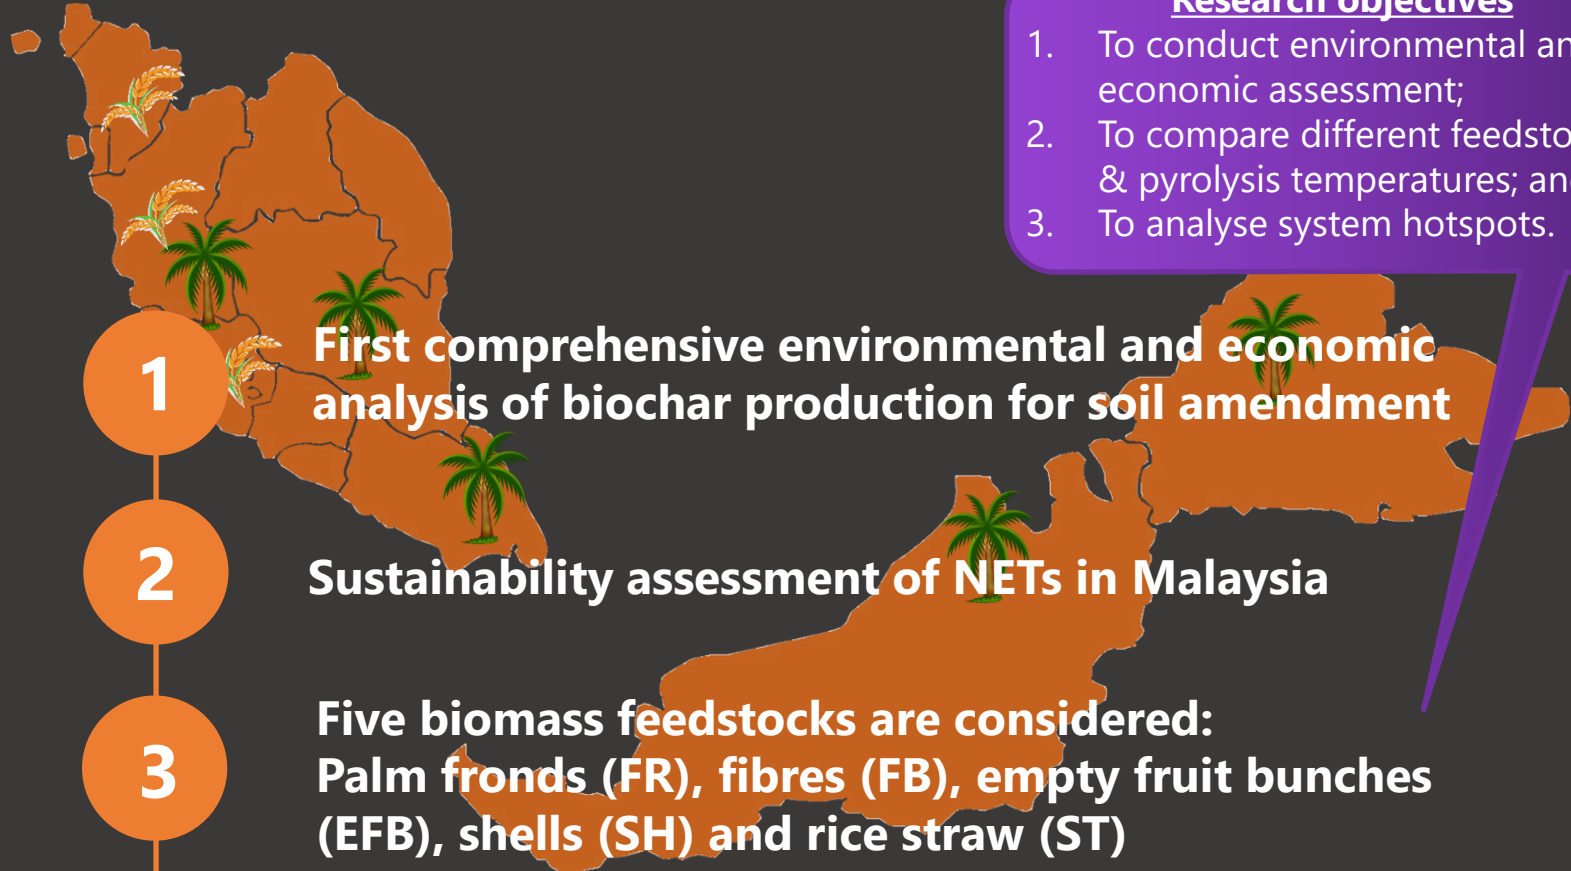 Research objectives
1. To conduct environmental
economic assessment;
2. To compare different
& pyrolysis temperatures;
3. To analyse system hotspots.
1
First comprehensive environmental and economic
analysis of biochar production for soil amendment
2
Sustainability assessment of NETs in Malaysia
3
Five biomass feedstocks are considered:
Palm fronds (FR), fibres (FB), empty fruit bunches
(EFB), shells (SH) and rice straw (ST)